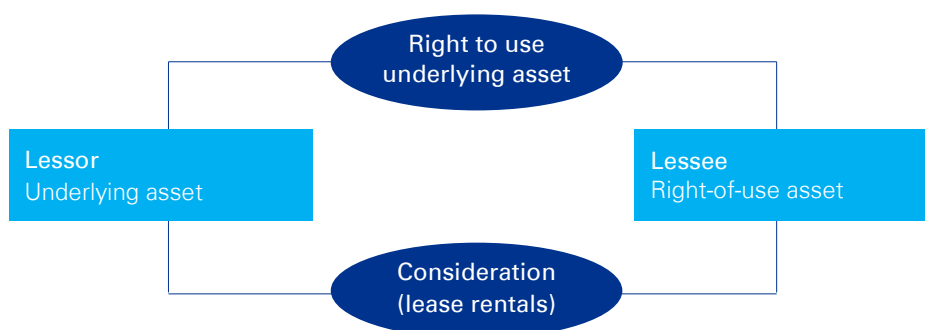 Right to use
underlying asset
Lessor
Underlying asset
Lessee
Right-of-use asset
Consideration
(lease rentals)